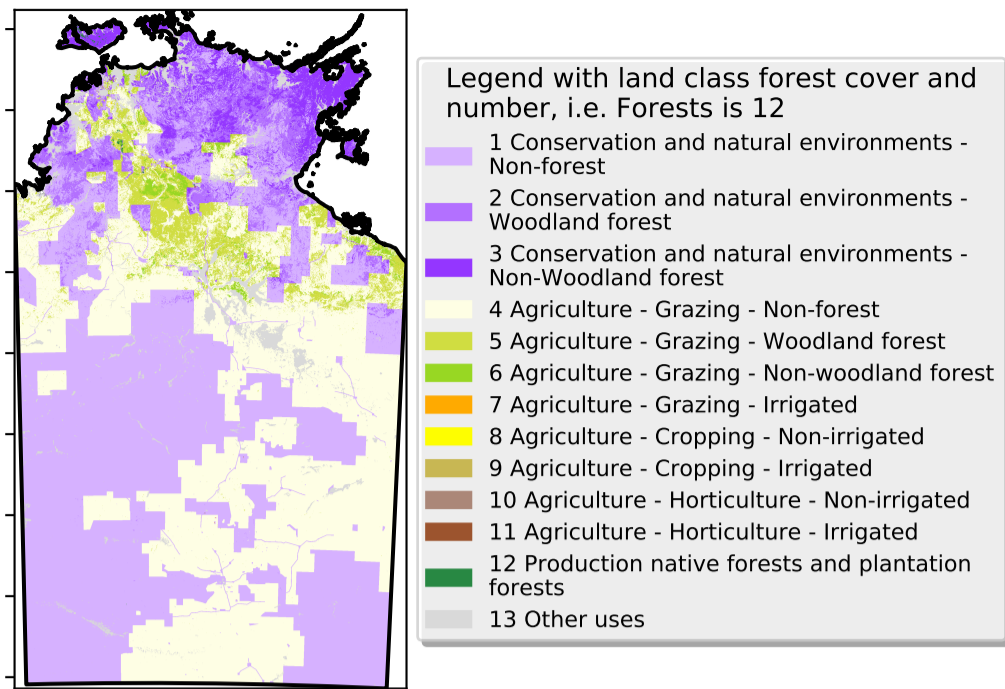 Legend with land class forest cover and
number, i.e. Forests is 12
1 Conservation and natural environments -
Non-forest
2 Conservation and natural environments -
Woodland forest
3 Conservation and natural environments -
Non-Woodland forest
4 Agriculture - Grazing - Non-forest
5 Agriculture - Grazing - Woodland forest
6 Agriculture - Grazing - Non-woodland forest
7 Agriculture - Grazing - Irrigated
8 Agriculture - Cropping - Non-irrigated
9 Agriculture - Cropping - Irrigated
10 Agriculture - Horticulture - Non-irrigated
11 Agriculture - Horticulture - Irrigated
12 Production native forests and plantation
forests
13 Other uses